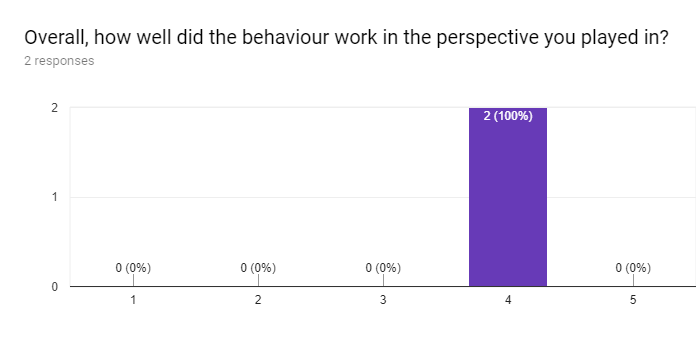 Overall, how well did the behaviour work in the perspective you played in?
2 responses
2
2 (100%)
1
0 (0%) 0 (0%) 0 (0%) 0 (0%)
0
1 2 3 4 5